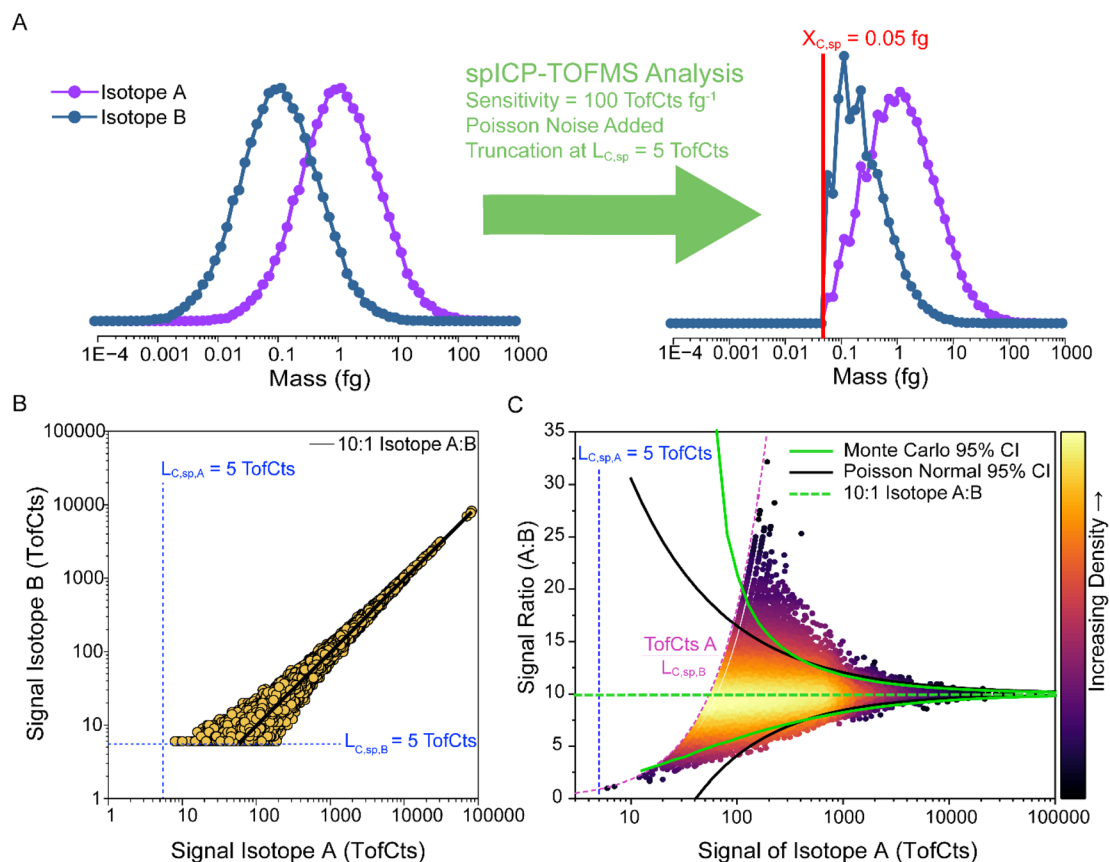 A
Isotope A
Isotope B
spICP-TOFMS Analysis
Sensitivity = 100 TofCts fg⁻¹
Poisson Noise Added
Truncation at L_C,sp = 5 TofCts
X_C,sp = 0.05 fg
1E-4 0.001 0.01 0.1 1 10 100 1000
Mass (fg)
1E-4 0.001 0.01 0.1 1 10 100 1000
Mass (fg)
B
100000
10000
1000
100
10
1
Signal Isotope B (TofCts)
10:1 Isotope A:B
L_C,sp,A = 5 TofCts
L_C,sp,B = 5 TofCts
1 10 100 1000 10000 100000
Signal Isotope A (TofCts)
C
35
30
25
20
15
10
5
0
Signal Ratio (A:B)
L_C,sp,A = 5 TofCts
Monte Carlo 95% CI
Poisson Normal 95% CI
10:1 Isotope A:B
TofCts A
L_C,sp,B
10 100 1000 10000 100000
Signal of Isotope A (TofCts)
Increasing Density →